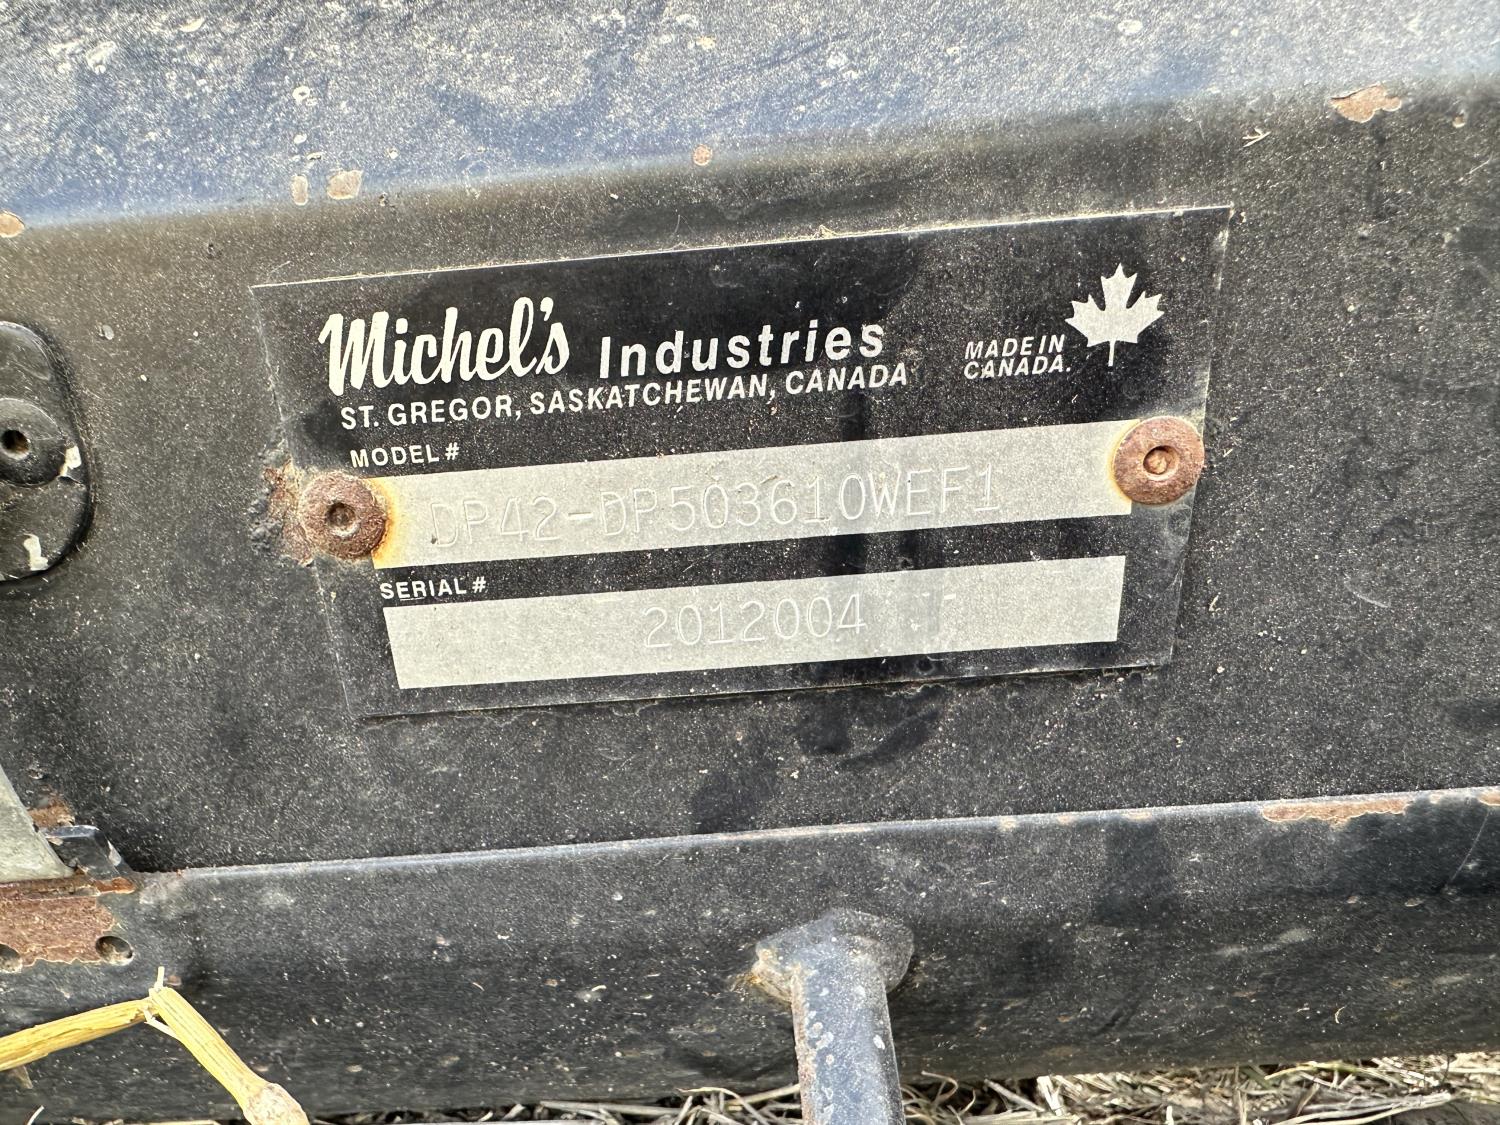 Michel's Industries
ST. GREGOR, SASKATCHEWAN, CANADA
MADE IN
CANADA.
MODEL #
DP42-DP503610WEF1
SERIAL #
2012004